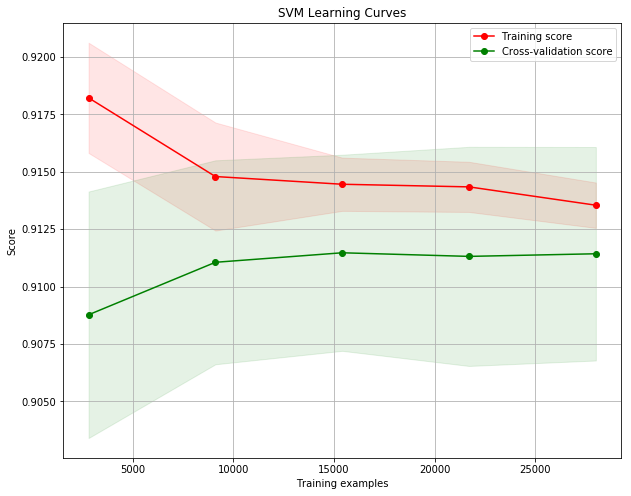 SVM Learning Curves
Training score
Cross-validation score
0.9200
0.9175
0.9150
0.9125
0.9100
0.9075
0.9050
Score
5000 10000 15000 20000 25000
Training examples